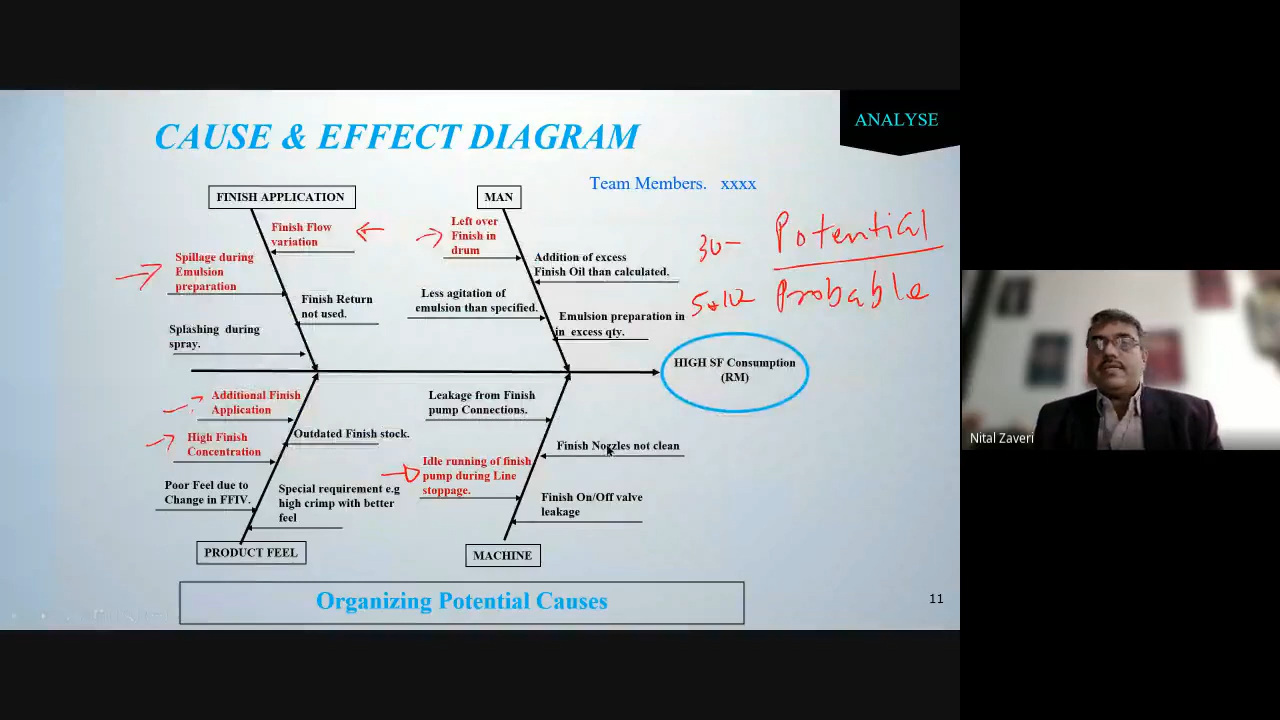 ANALYSE
CAUSE & EFFECT DIAGRAM
Team Members. xxxx
FINISH APPLICATION
MAN
Finish Flow
variation
Spillage during
Emulsion
preparation
Finish Return
not used.
Splashing during
spray.
Left over
Finish in
drum
Addition of excess
Finish Oil than calculated.
Less agitation of
emulsion than specified.
Emulsion preparation in
in excess qty.
30- Potential
Probable
HIGH SF Consumption
(RM)
Additional Finish
Application
Outdated Finish stock.
High Finish
Concentration
Poor Feel due to
Change in FFIV.
Special requirement e.g
high crimp with better
feel
Leakage from Finish
pump Connections.
Finish Nozzles not clean
Idle running of finish
pump during Line
stoppage.
Finish On/Off valve
leakage
PRODUCT FEEL
MACHINE
Organizing Potential Causes
11
Nital Zaveri